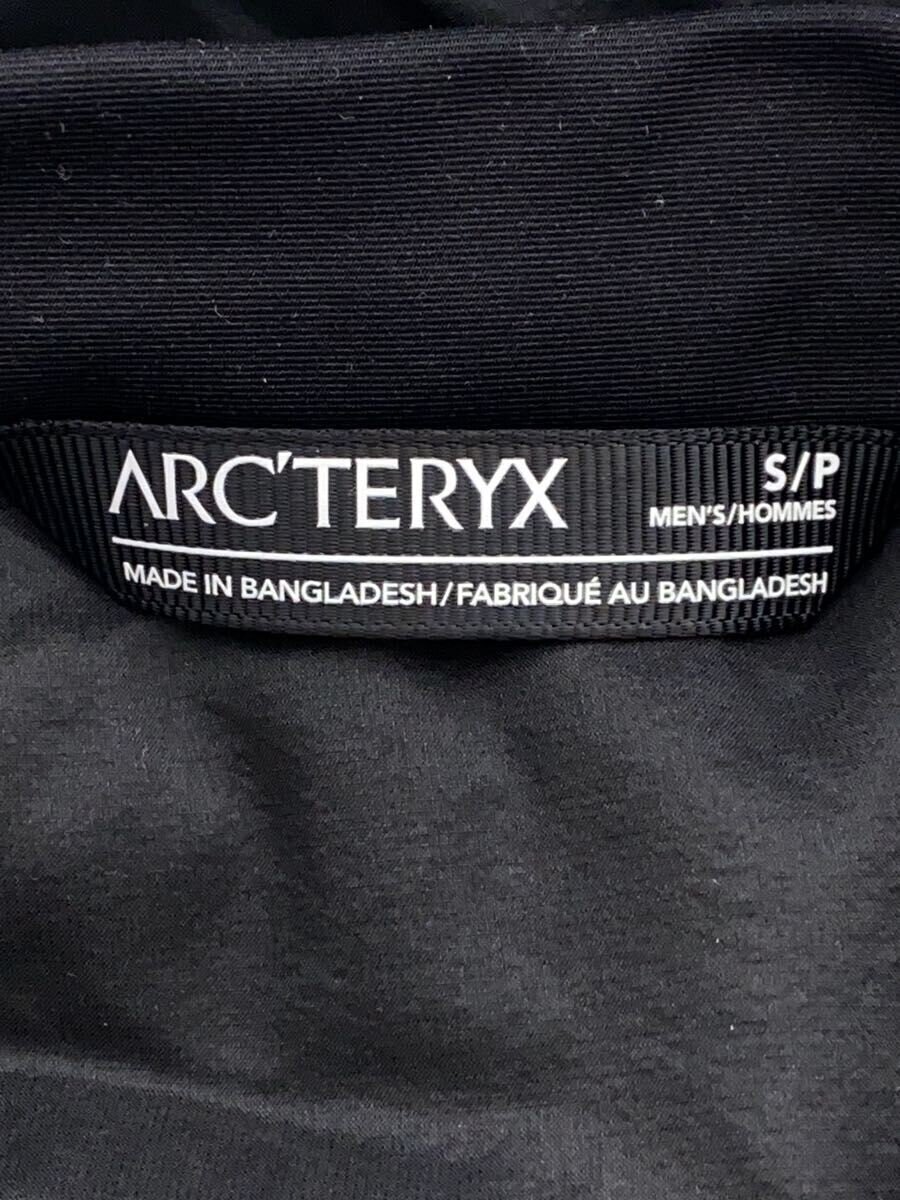 ARC'TERYX
S/P
MEN'S/HOMMES
MADE IN BANGLADESH/FABRIQUÉ AU BANGLADESH